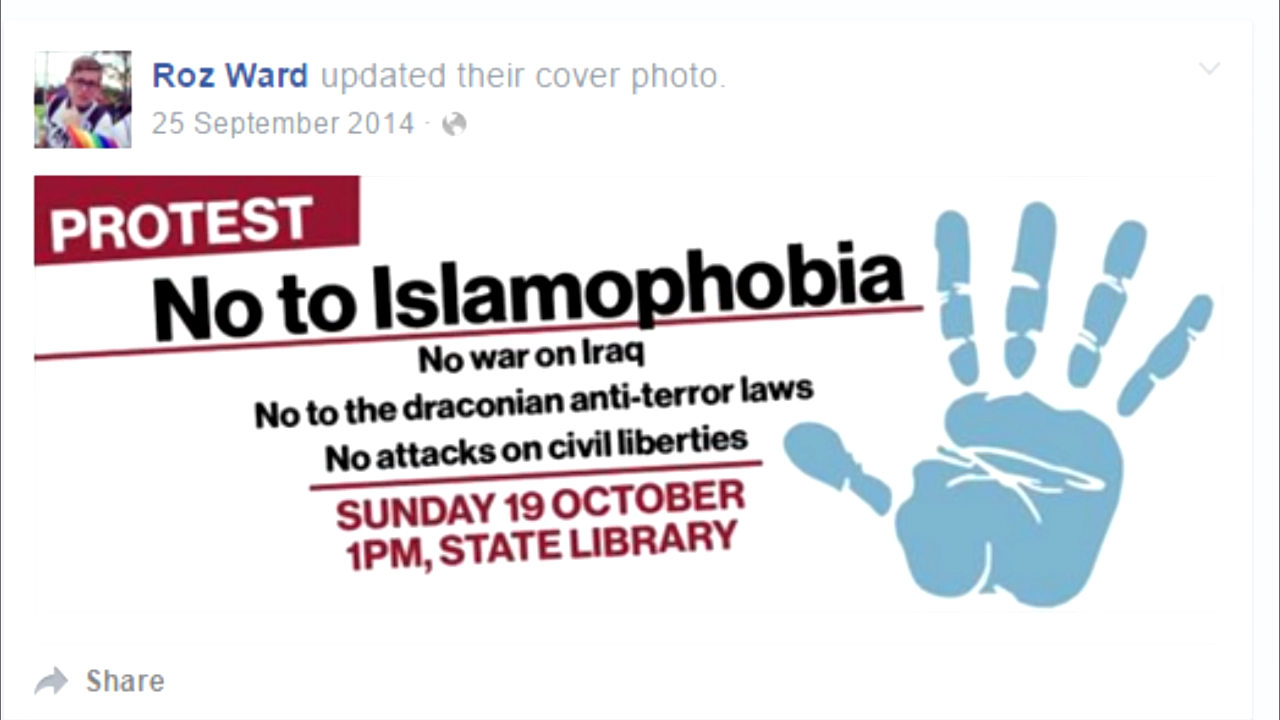 Roz Ward updated their cover photo.
25 September 2014 ·
PROTEST
No to Islamophobia
No war on Iraq
No to the draconian anti-terror laws
No attacks on civil liberties
SUNDAY 19 OCTOBER
1PM, STATE LIBRARY
Share